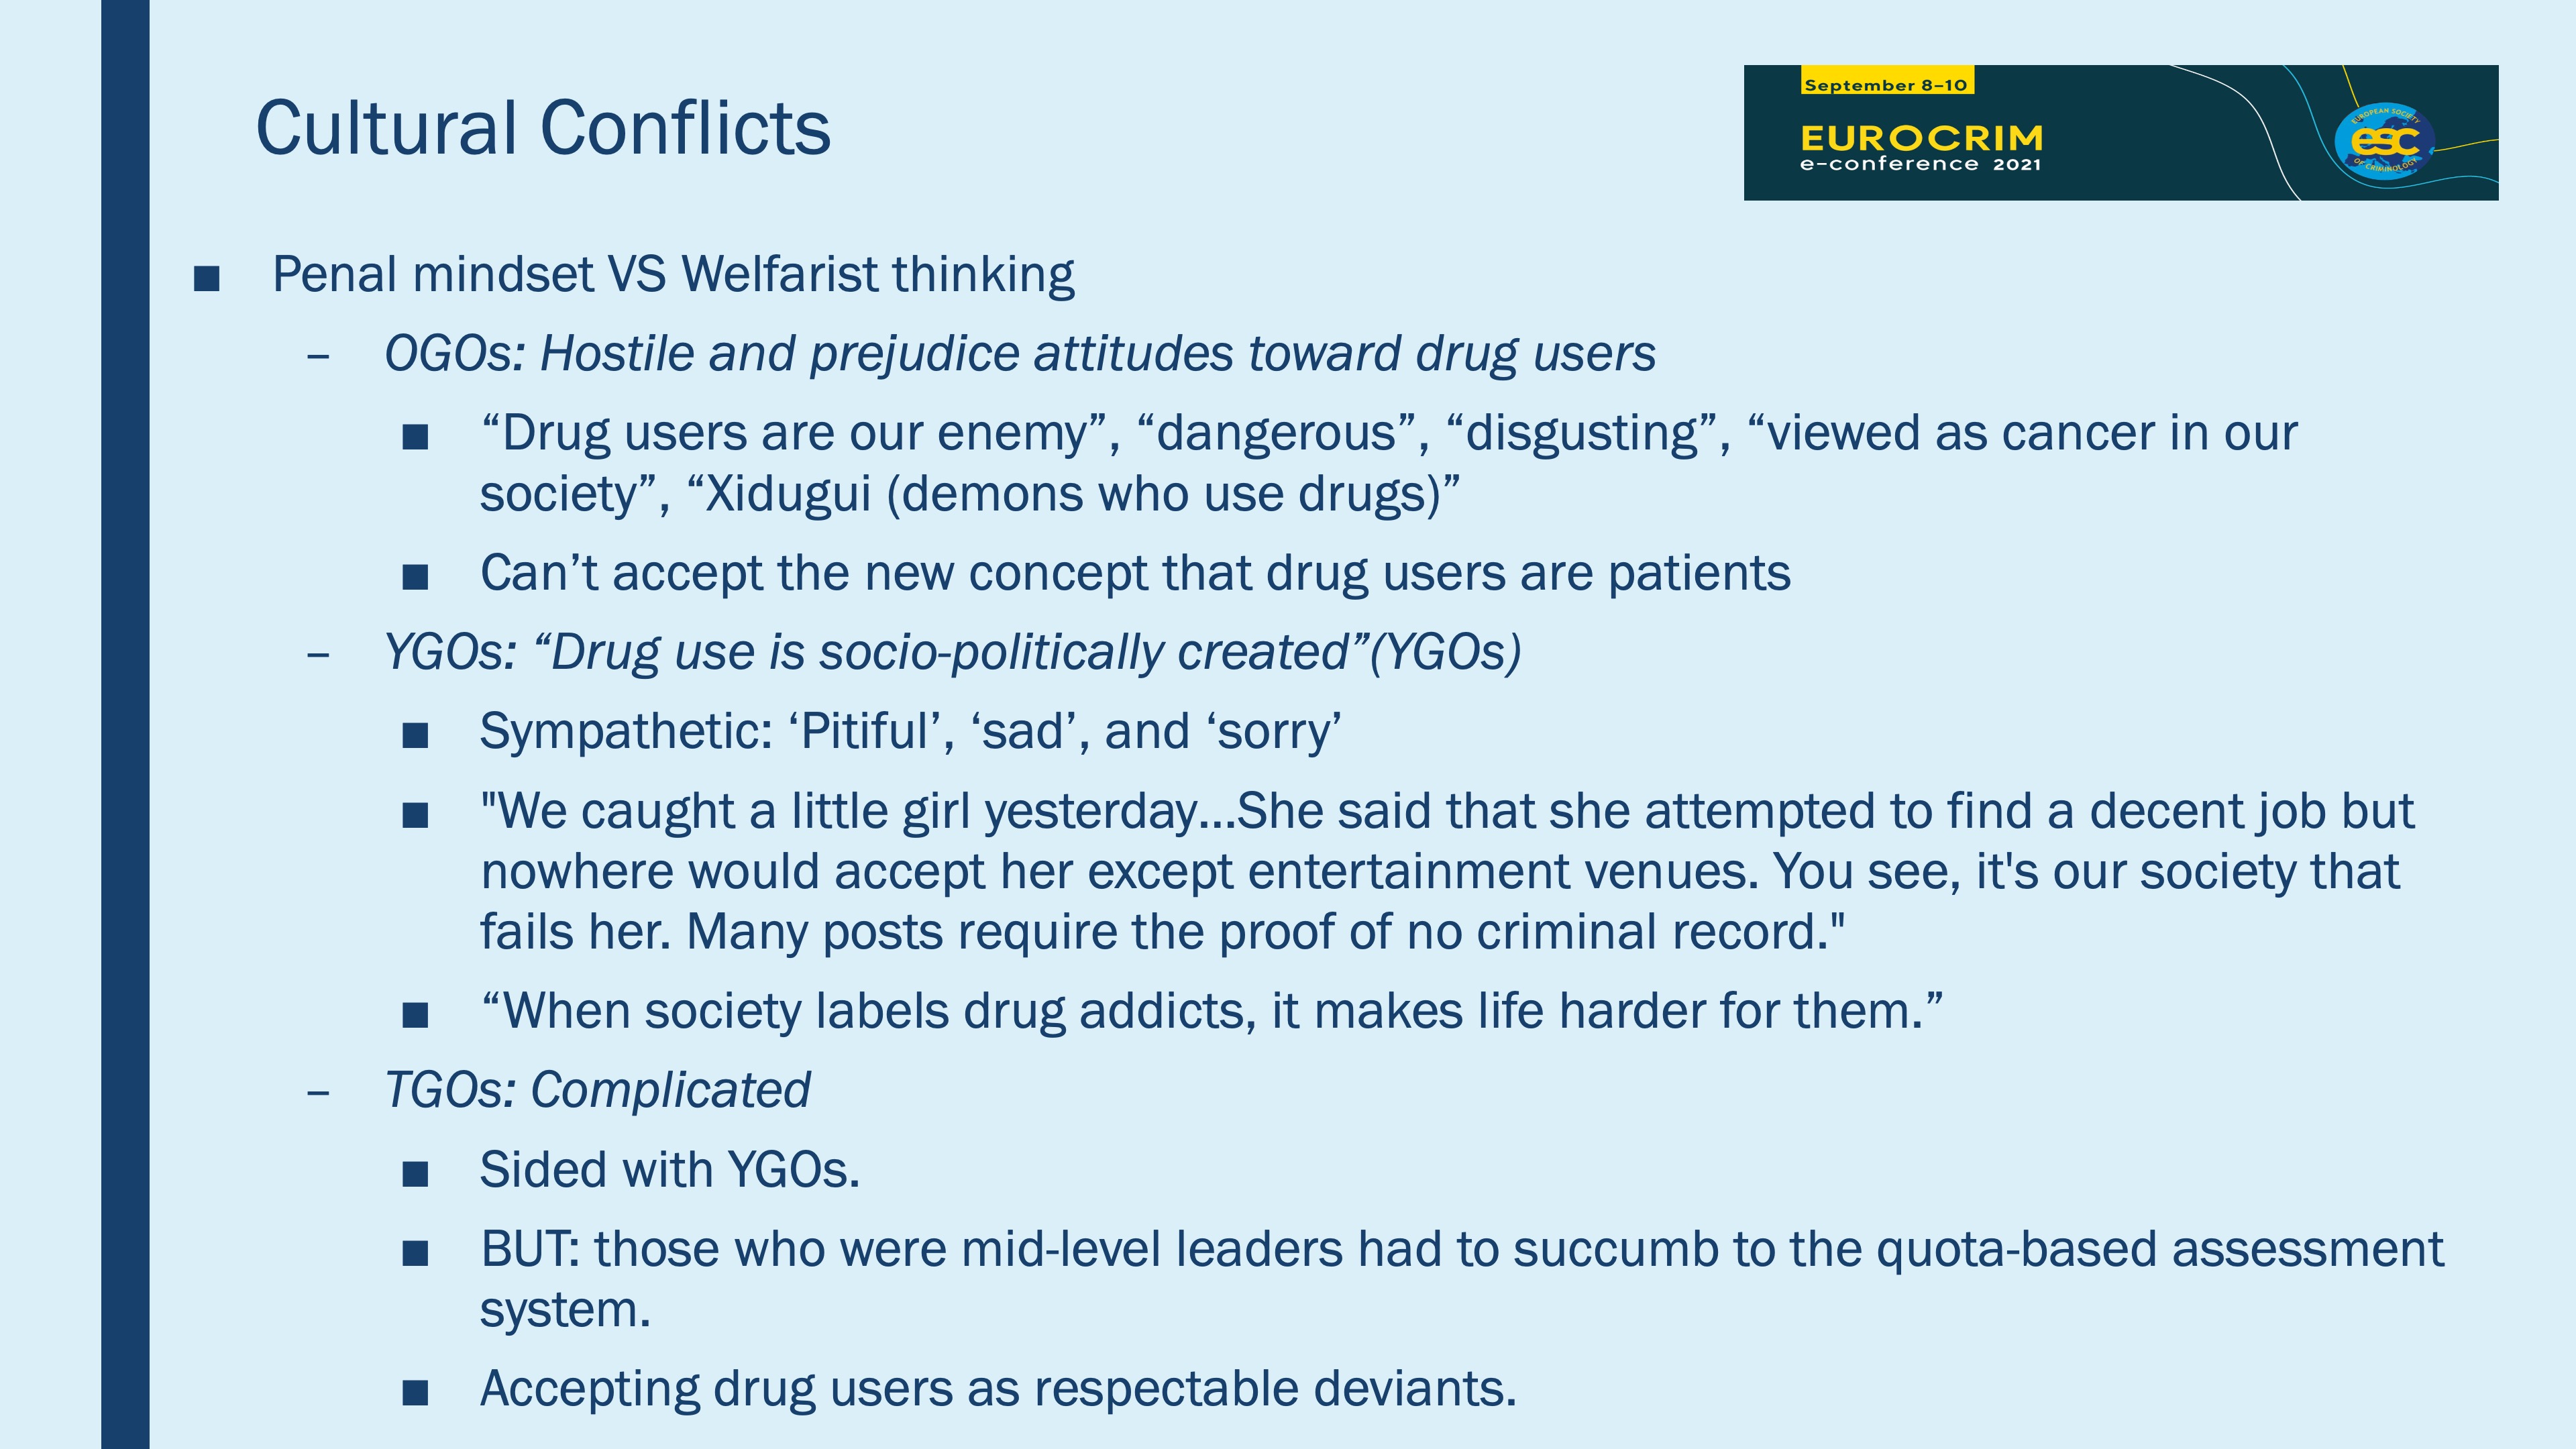 Cultural Conflicts
September 8–10
EUROCRIM
e-conference 2021
EUROPEAN SOCIETY
esc
OF CRIMINOLOGY
■ Penal mindset VS Welfarist thinking
– OGOs: Hostile and prejudice attitudes toward drug users
■ “Drug users are our enemy”, “dangerous”, “disgusting”, “viewed as cancer in our
society”, “Xidugui (demons who use drugs)”
■ Can’t accept the new concept that drug users are patients
– YGOs: “Drug use is socio-politically created”(YGOs)
■ Sympathetic: ‘Pitiful’, ‘sad’, and ‘sorry’
■ "We caught a little girl yesterday...She said that she attempted to find a decent job but
nowhere would accept her except entertainment venues. You see, it's our society that
fails her. Many posts require the proof of no criminal record."
■ “When society labels drug addicts, it makes life harder for them.”
– TGOs: Complicated
■ Sided with YGOs.
■ BUT: those who were mid-level leaders had to succumb to the quota-based assessment
system.
■ Accepting drug users as respectable deviants.